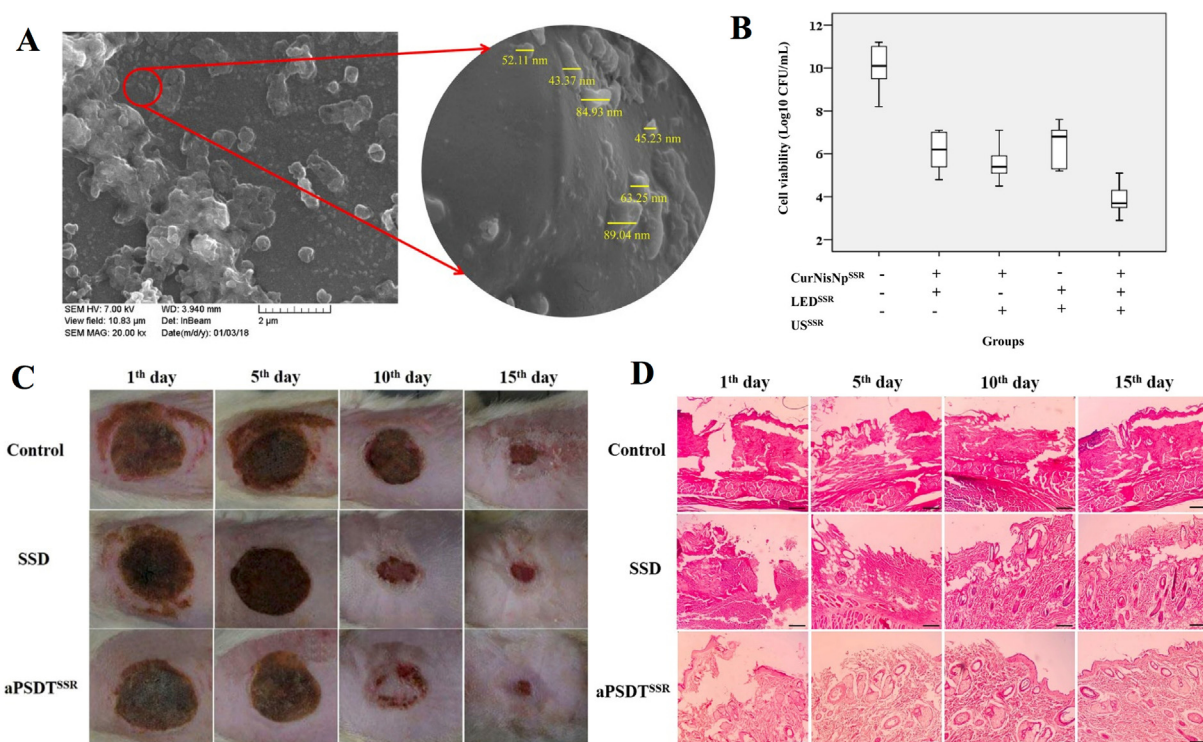 A
52.11 nm
43.37 nm
84.93 nm
45.23 nm
63.25 nm
89.04 nm
SEM HV: 7.00 kV WD: 3.940 mm
View field: 10.83 µm Det: InBeam 2 µm
SEM MAG: 20.00 kx Date(m/d/y): 01/03/18
B
Cell viability (Log10 CFU/mL)
12
10
8
6
4
2
CurNisNpSSR - + + - +
LEDSSR - + - + +
USSSR - - + + +
Groups
C
1th day 5th day 10th day 15th day
Control
SSD
aPSDTSSR
D
1th day 5th day 10th day 15th day
Control
SSD
aPSDTSSR